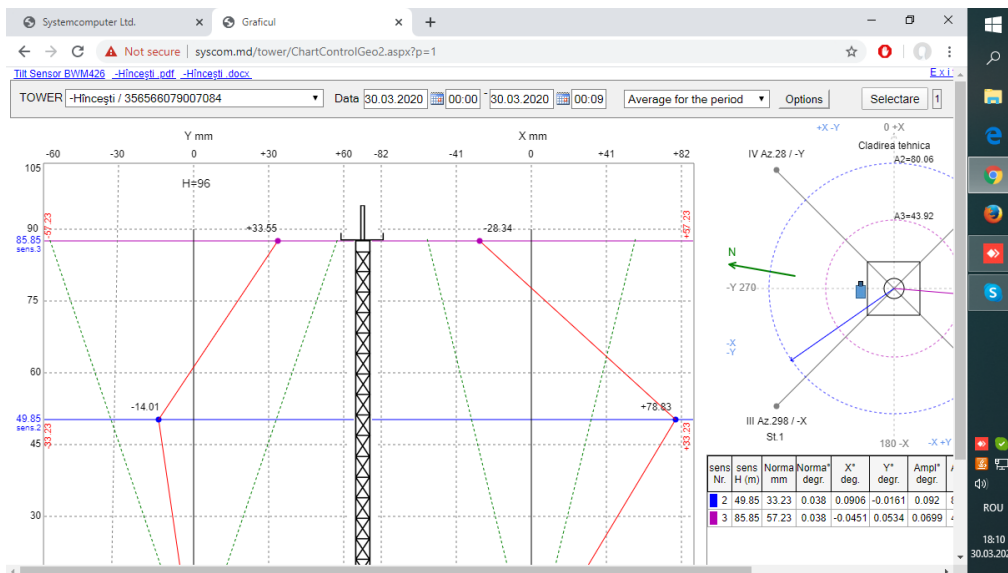 Systemcomputer Ltd.
Graficul
Not secure | syscom.md/tower/ChartControlGeo2.aspx?p=1
Tilt Sensor BWM426 -Hîncești .pdf -Hîncești .docx
TOWER -Hîncești / 356566079007084 Data 30.03.2020 00:00 - 30.03.2020 00:09 Average for the period Options Selectare 1
Y mm X mm
-60 -30 0 +30 +60 -82 -41 0 +41 +82
105
H=96
90
85.85
sens.3
-57.23
+33.55
-28.34
+57.23
75
60
49.85
sens.2
-33.23
-14.01
+78.83
+33.23
45
30
+X -Y
0 +X
Cladirea tehnica
A2=80.06
IV Az.28 / -Y
A3=43.92
N
-Y 270
-X
-Y
III Az.298 / -X
St.1
180 -X
-X +Y
sens Nr. sens H (m) Norma mm Norma° degr. X° deg. Y° degr. Ampl° degr.
2 49.85 33.23 0.038 0.0906 -0.0161 0.092
3 85.85 57.23 0.038 -0.0451 0.0534 0.0699
ROU
18:10